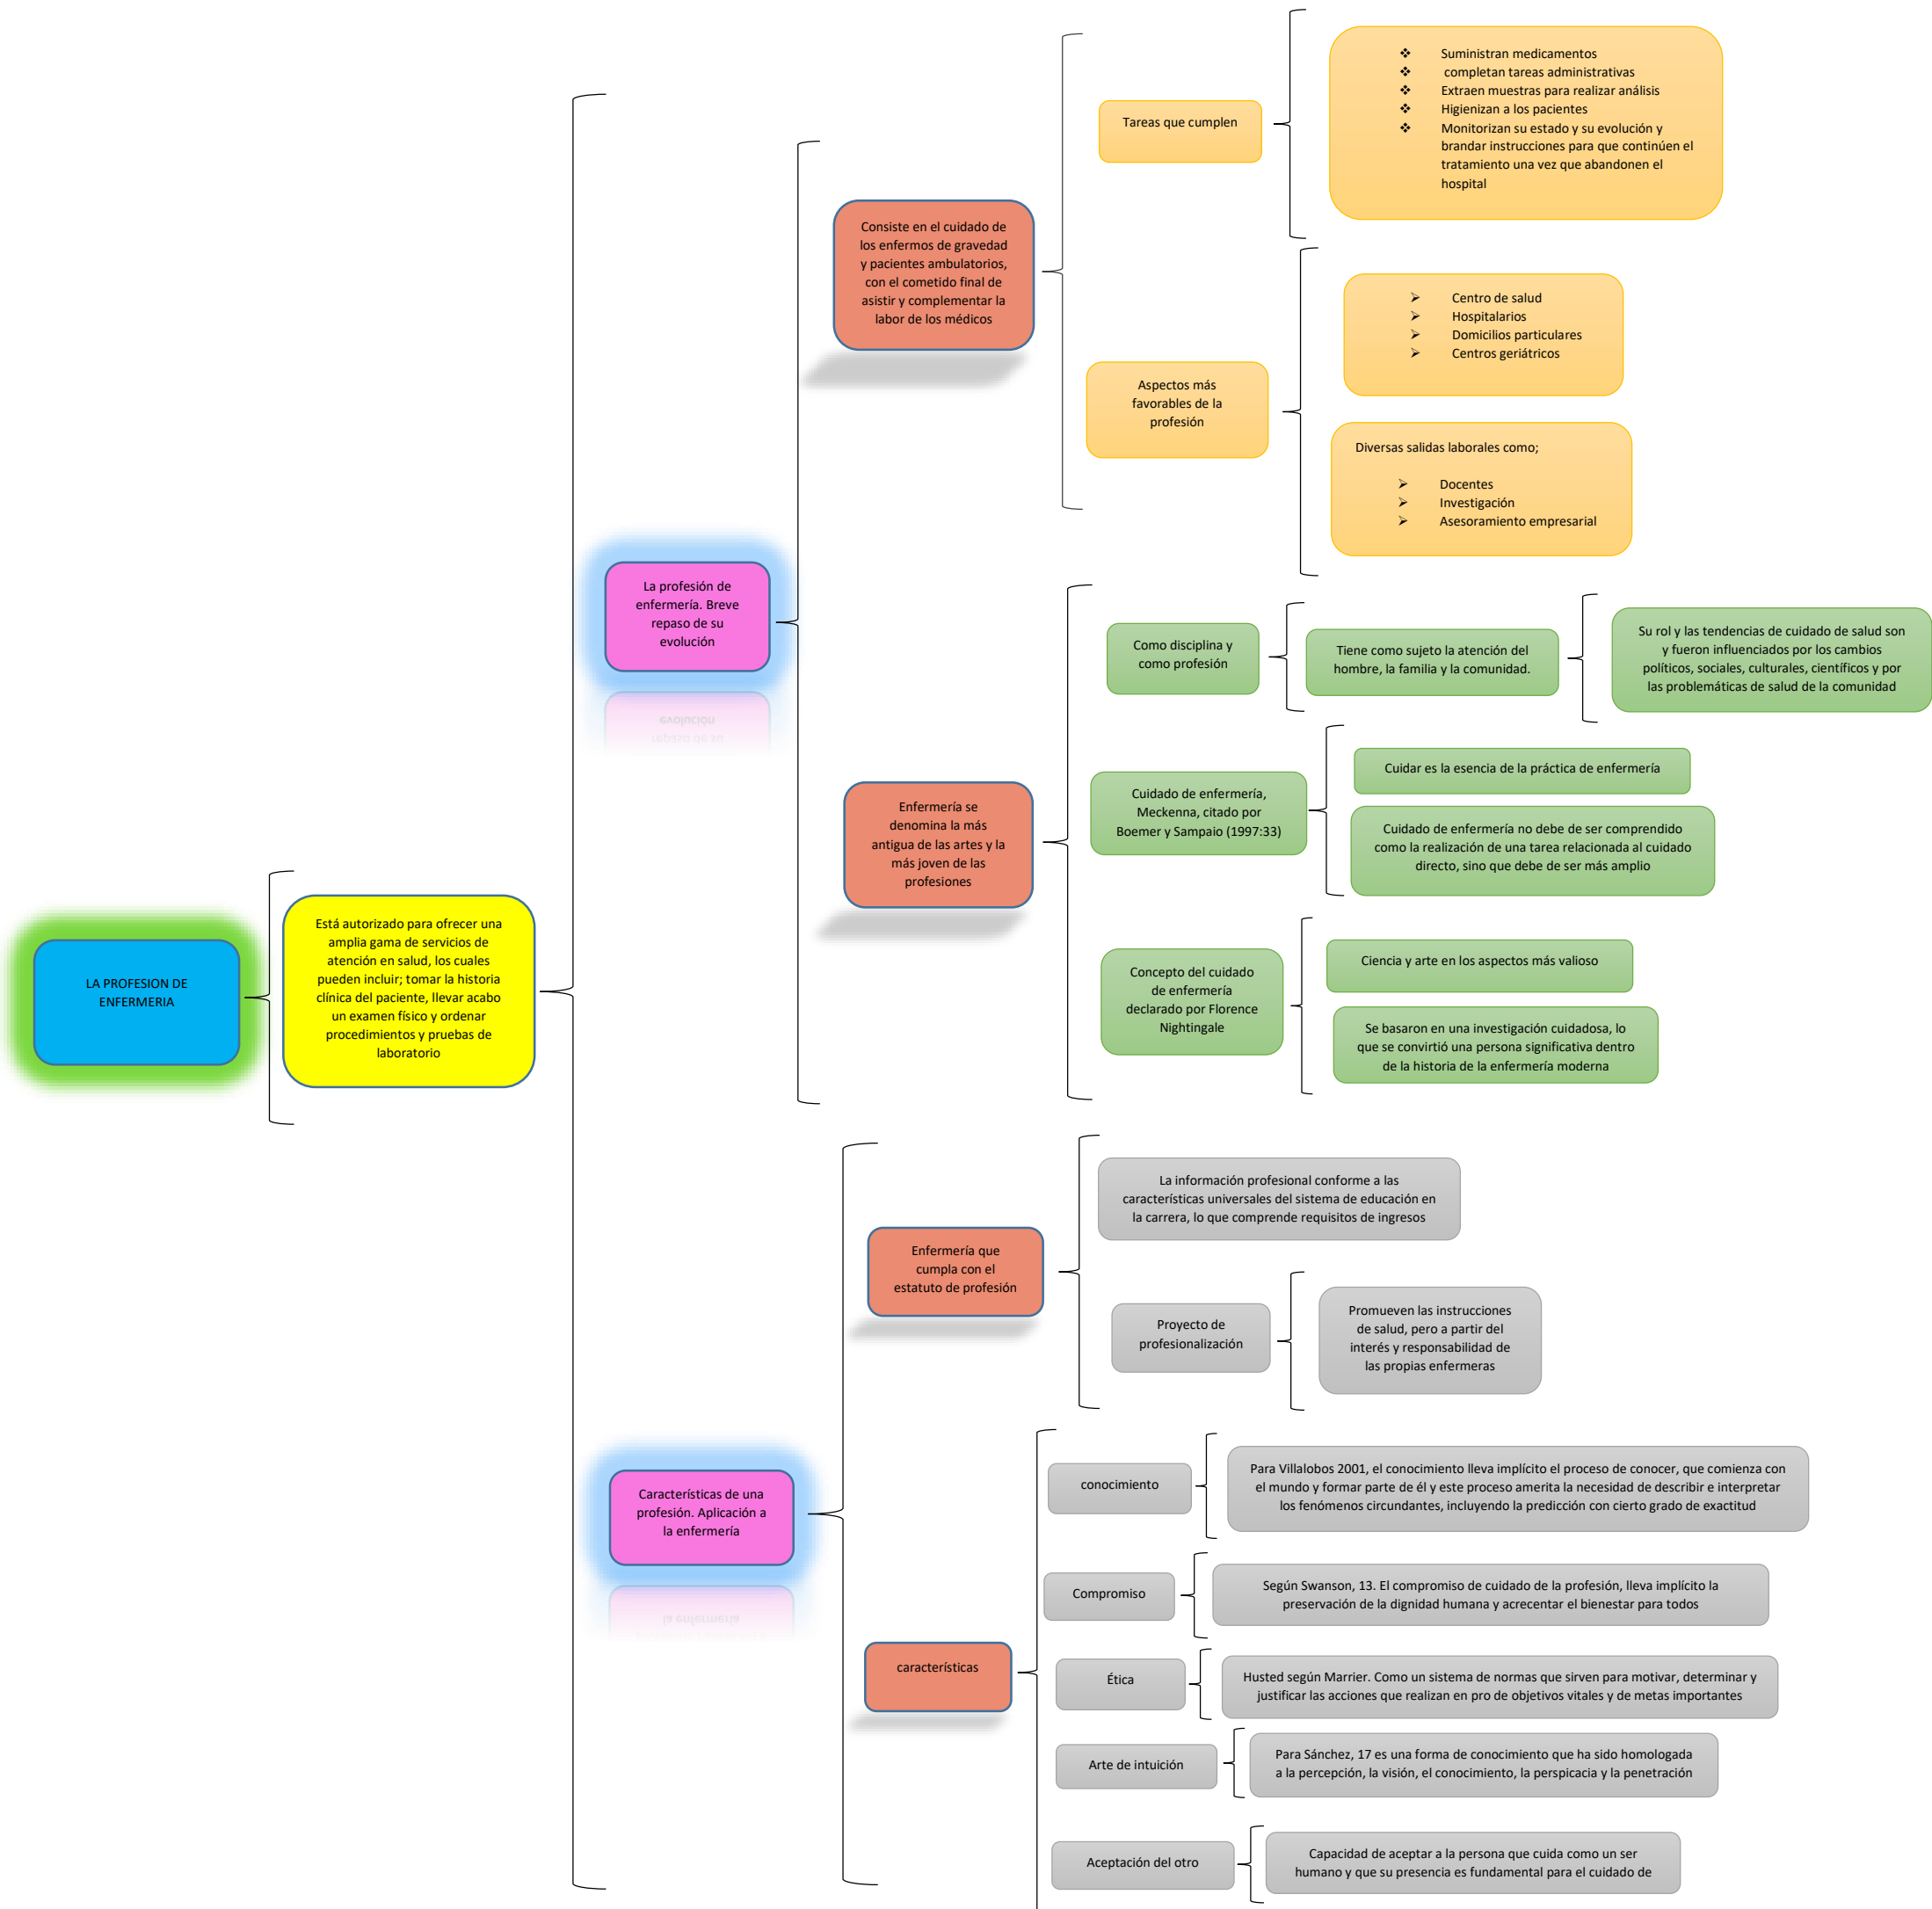 LA PROFESION DE
ENFERMERIA
Está autorizado para ofrecer una
amplia gama de servicios de
atención en salud, los cuales
pueden incluir; tomar la historia
clínica del paciente, llevar acabo
un examen físico y ordenar
procedimientos y pruebas de
laboratorio
La profesión de
enfermería. Breve
repaso de su
evolución
Consiste en el cuidado de
los enfermos de gravedad
y pacientes ambulatorios,
con el cometido final de
asistir y complementar la
labor de los médicos
Tareas que cumplen
❖ Suministran medicamentos
❖ completan tareas administrativas
❖ Extraen muestras para realizar análisis
❖ Higienizan a los pacientes
❖ Monitorizan su estado y su evolución y
brandar instrucciones para que continúen el
tratamiento una vez que abandonen el
hospital
Aspectos más
favorables de la
profesión
➢ Centro de salud
➢ Hospitalarios
➢ Domicilios particulares
➢ Centros geriátricos
Diversas salidas laborales como;
➢ Docentes
➢ Investigación
➢ Asesoramiento empresarial
Enfermería se
denomina la más
antigua de las artes y la
más joven de las
profesiones
Como disciplina y
como profesión
Tiene como sujeto la atención del
hombre, la familia y la comunidad.
Su rol y las tendencias de cuidado de salud son
y fueron influenciados por los cambios
políticos, sociales, culturales, científicos y por
las problemáticas de salud de la comunidad
Cuidado de enfermería,
Meckenna, citado por
Boemer y Sampaio (1997:33)
Cuidar es la esencia de la práctica de enfermería
Cuidado de enfermería no debe de ser comprendido
como la realización de una tarea relacionada al cuidado
directo, sino que debe de ser más amplio
Concepto del cuidado
de enfermería
declarado por Florence
Nightingale
Ciencia y arte en los aspectos más valioso
Se basaron en una investigación cuidadosa, lo
que se convirtió una persona significativa dentro
de la historia de la enfermería moderna
Características de una
profesión. Aplicación a
la enfermería
Enfermería que
cumpla con el
estatuto de profesión
La información profesional conforme a las
características universales del sistema de educación en
la carrera, lo que comprende requisitos de ingresos
Proyecto de
profesionalización
Promueven las instrucciones
de salud, pero a partir del
interés y responsabilidad de
las propias enfermeras
características
conocimiento
Para Villalobos 2001, el conocimiento lleva implícito el proceso de conocer, que comienza con
el mundo y formar parte de él y este proceso amerita la necesidad de describir e interpretar
los fenómenos circundantes, incluyendo la predicción con cierto grado de exactitud
Compromiso
Según Swanson, 13. El compromiso de cuidado de la profesión, lleva implícito la
preservación de la dignidad humana y acrecentar el bienestar para todos
Ética
Husted según Marrier. Como un sistema de normas que sirven para motivar, determinar y
justificar las acciones que realizan en pro de objetivos vitales y de metas importantes
Arte de intuición
Para Sánchez, 17 es una forma de conocimiento que ha sido homologada
a la percepción, la visión, el conocimiento, la perspicacia y la penetración
Aceptación del otro
Capacidad de aceptar a la persona que cuida como un ser
humano y que su presencia es fundamental para el cuidado de